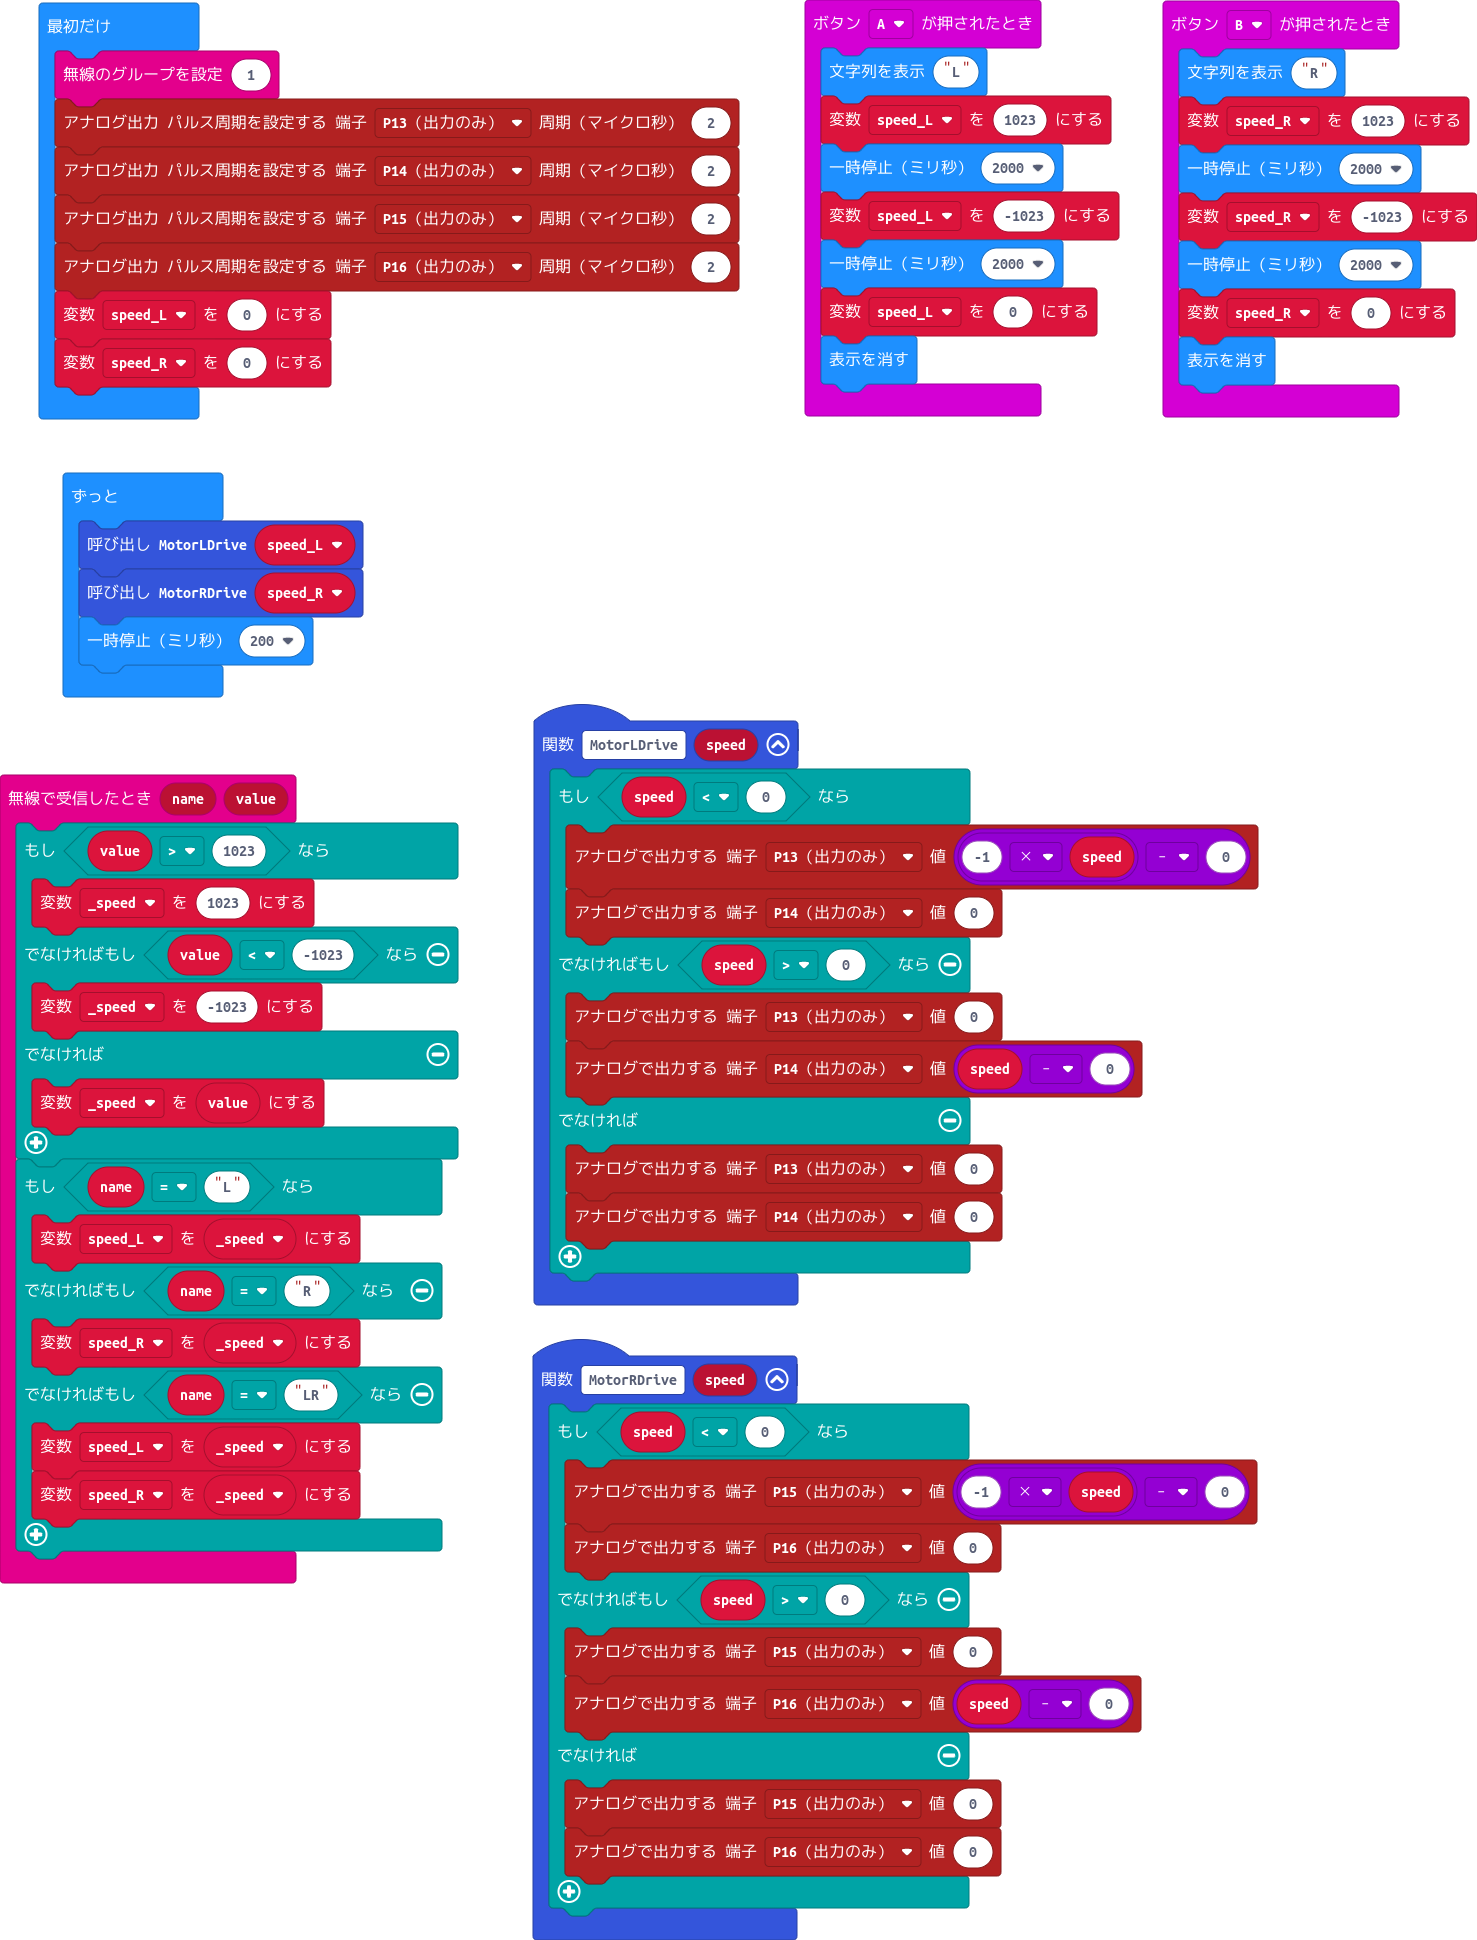 最初だけ
無線のグループを設定 1
アナログ出力 パルス周期を設定する 端子 P13 (出力のみ) 周期 (マイクロ秒) 2
アナログ出力 パルス周期を設定する 端子 P14 (出力のみ) 周期 (マイクロ秒) 2
アナログ出力 パルス周期を設定する 端子 P15 (出力のみ) 周期 (マイクロ秒) 2
アナログ出力 パルス周期を設定する 端子 P16 (出力のみ) 周期 (マイクロ秒) 2
変数 speed_L を 0 にする
変数 speed_R を 0 にする
ボタン A が押されたとき
文字列を表示 "L"
変数 speed_L を 1023 にする
一時停止 (ミリ秒) 2000
変数 speed_L を -1023 にする
一時停止 (ミリ秒) 2000
変数 speed_L を 0 にする
表示を消す
ボタン B が押されたとき
文字列を表示 "R"
変数 speed_R を 1023 にする
一時停止 (ミリ秒) 2000
変数 speed_R を -1023 にする
一時停止 (ミリ秒) 2000
変数 speed_R を 0 にする
表示を消す
ずっと
呼び出し MotorLDrive speed_L
呼び出し MotorRDrive speed_R
一時停止 (ミリ秒) 200
無線で受信したとき name value
もし value > 1023 なら
変数 _speed を 1023 にする
でなければもし value < -1023 なら
変数 _speed を -1023 にする
でなければ
変数 _speed を value にする
もし name = "L" なら
変数 speed_L を _speed にする
でなければもし name = "R" なら
変数 speed_R を _speed にする
でなければもし name = "LR" なら
変数 speed_L を _speed にする
変数 speed_R を _speed にする
関数 MotorLDrive speed
もし speed < 0 なら
アナログで出力する 端子 P13 (出力のみ) 値 -1 × speed - 0
アナログで出力する 端子 P14 (出力のみ) 値 0
でなければもし speed > 0 なら
アナログで出力する 端子 P13 (出力のみ) 値 0
アナログで出力する 端子 P14 (出力のみ) 値 speed - 0
でなければ
アナログで出力する 端子 P13 (出力のみ) 値 0
アナログで出力する 端子 P14 (出力のみ) 値 0
関数 MotorRDrive speed
もし speed < 0 なら
アナログで出力する 端子 P15 (出力のみ) 値 -1 × speed - 0
アナログで出力する 端子 P16 (出力のみ) 値 0
でなければもし speed > 0 なら
アナログで出力する 端子 P15 (出力のみ) 値 0
アナログで出力する 端子 P16 (出力のみ) 値 speed - 0
でなければ
アナログで出力する 端子 P15 (出力のみ) 値 0
アナログで出力する 端子 P16 (出力のみ) 値 0